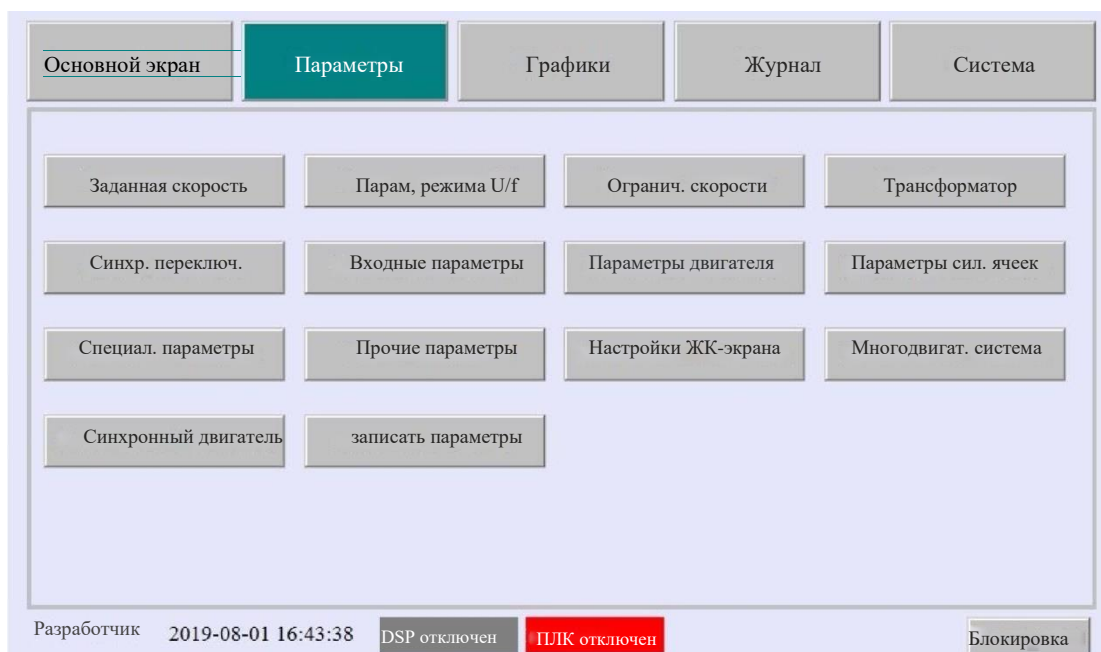 Основной экран Параметры Графики Журнал Система
Заданная скорость Парам, режима U/f Огранич. скорости Трансформатор
Синхр. переключ. Входные параметры Параметры двигателя Параметры сил. ячеек
Специал. параметры Прочие параметры Настройки ЖК-экрана Многодвигат. система
Синхронный двигатель записать параметры
Разработчик 2019-08-01 16:43:38 DSP отключен ПЛК отключен Блокировка